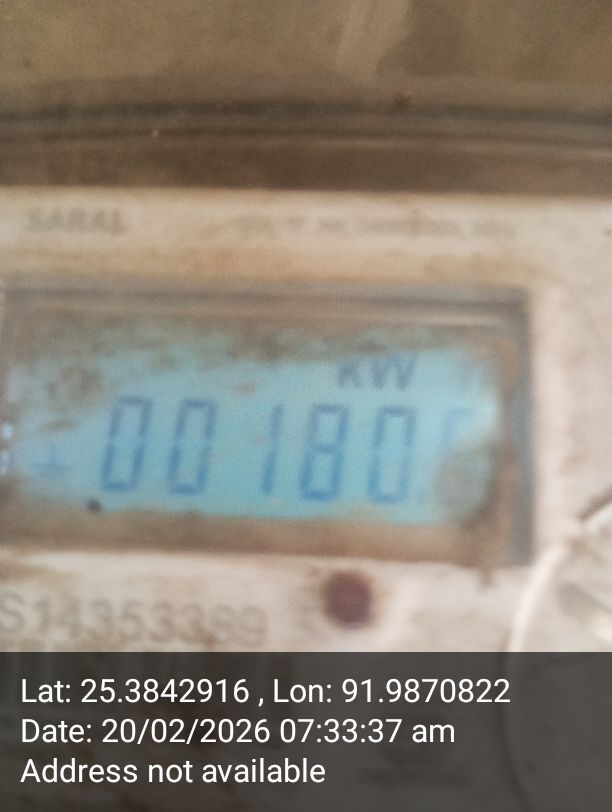 SARAL
kW
00180.
S14353389
Lat: 25.3842916 , Lon: 91.9870822
Date: 20/02/2026 07:33:37 am
Address not available